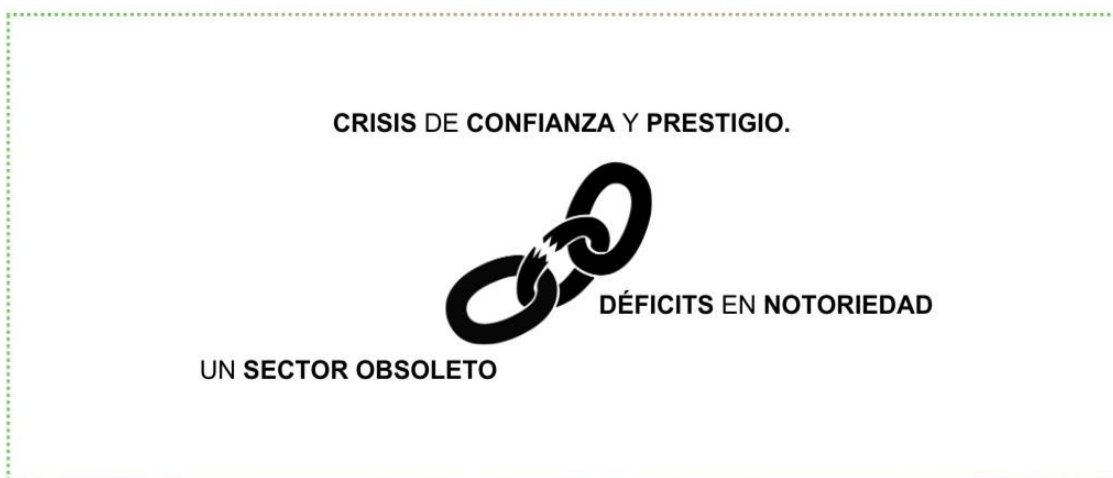 CRISIS DE CONFIANZA Y PRESTIGIO.
DÉFICITS EN NOTORIEDAD
UN SECTOR OBSOLETO